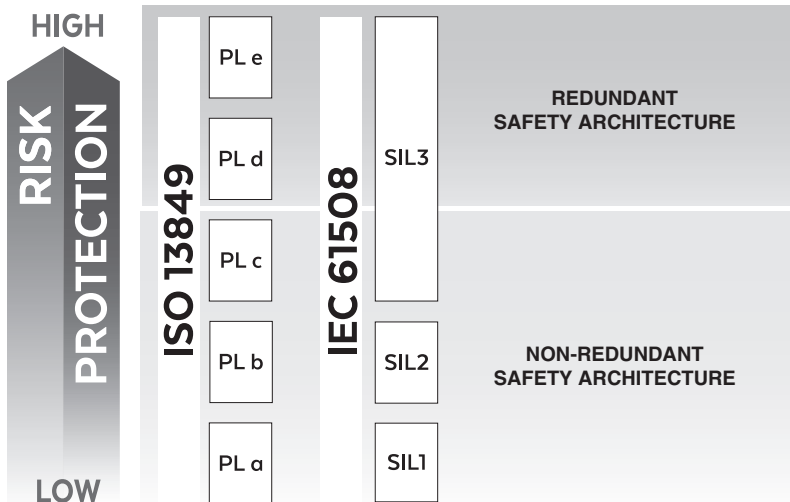 HIGH
RISK
PROTECTION
LOW
ISO 13849
PL e
PL d
PL c
PL b
PL a
IEC 61508
SIL3
SIL2
SIL1
REDUNDANT
SAFETY ARCHITECTURE
NON-REDUNDANT
SAFETY ARCHITECTURE